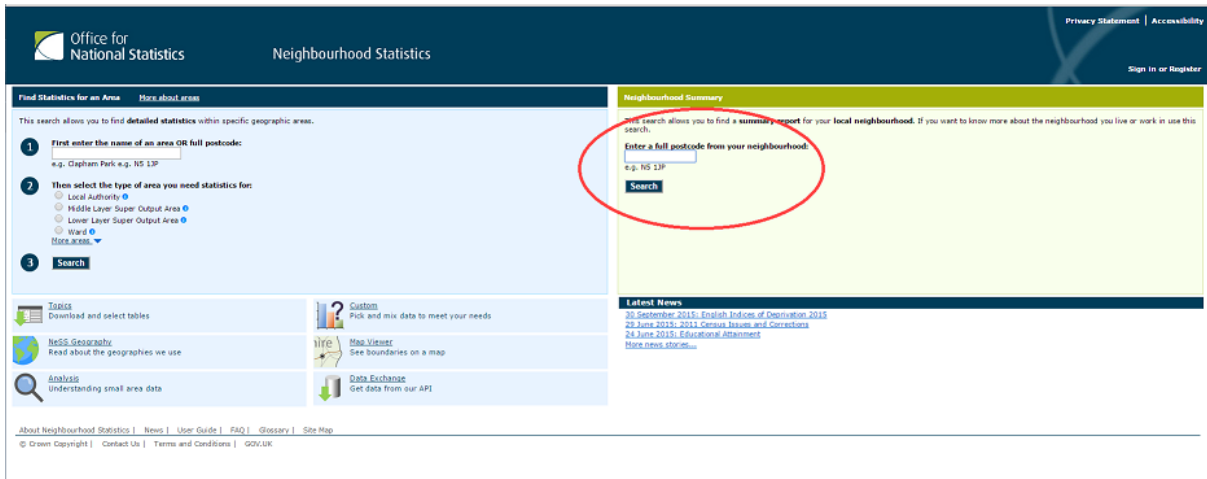 Privacy Statement | Accessibility
Office for
National Statistics
Neighbourhood Statistics
Sign in or Register
Find Statistics for an Area More about areas
This search allows you to find detailed statistics within specific geographic areas.
1 First enter the name of an area OR full postcode:
e.g. Clapham Park e.g. N5 1JP
2 Then select the type of area you need statistics for:
Local Authority
Middle Layer Super Output Area
Lower Layer Super Output Area
Ward
More areas
3 Search
Neighbourhood Summary
This search allows you to find a summary report for your local neighbourhood. If you want to know more about the neighbourhood you live or work in use this
search.
Enter a full postcode from your neighbourhood:
e.g. N5 1JP
Search
Topics
Download and select tables
Custom
Pick and mix data to meet your needs
NeSS Geography
Read about the geographies we use
hire
Map Viewer
See boundaries on a map
Analysis
Understanding small area data
Data Exchange
Get data from our API
Latest News
30 September 2015: English Indices of Deprivation 2015
29 June 2015: 2011 Census Issues and Corrections
24 June 2015: Educational Attainment
More news stories...
About Neighbourhood Statistics | News | User Guide | FAQ | Glossary | Site Map
© Crown Copyright | Contact Us | Terms and Conditions | GOV.UK